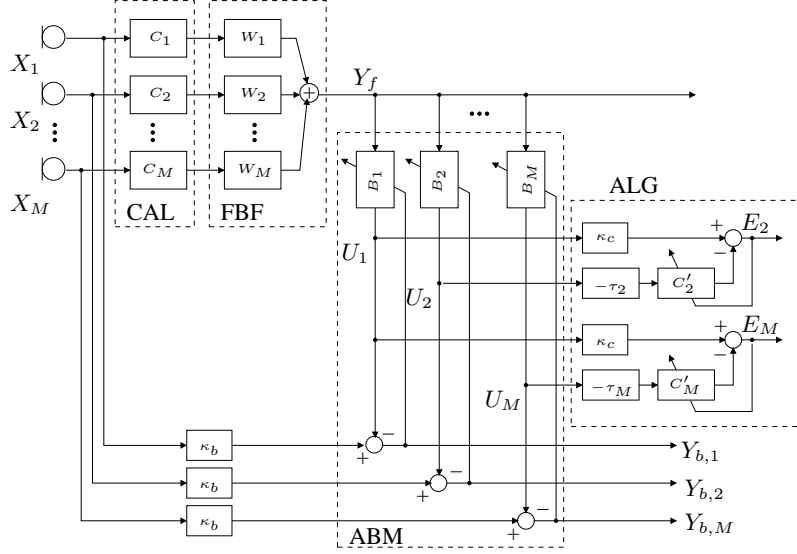 X_1
C_1
W_1
X_2
C_2
W_2
Y_f
X_M
C_M
W_M
CAL
FBF
B_1
B_2
B_M
ALG
U_1
κ_c
+
−
E_2
U_2
−τ_2
C′_2
κ_c
+
−
E_M
U_M
−τ_M
C′_M
κ_b
+
−
Y_{b,1}
κ_b
+
−
Y_{b,2}
κ_b
+
−
Y_{b,M}
ABM